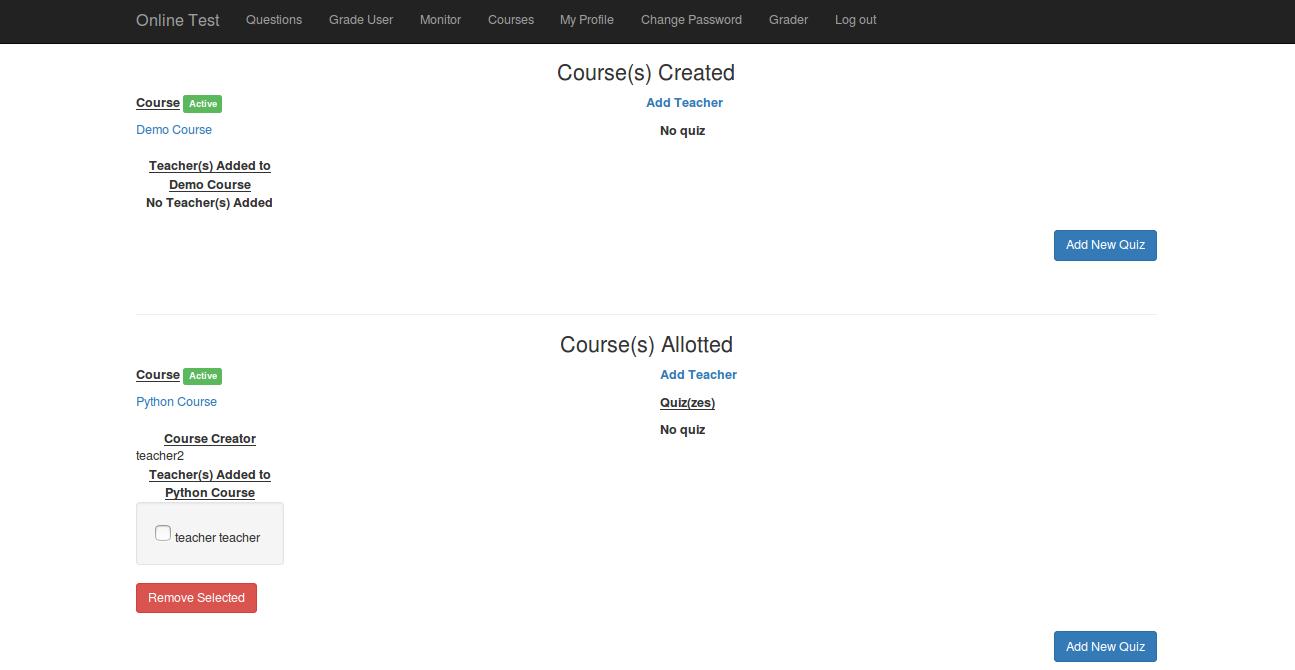 Online Test Questions Grade User Monitor Courses My Profile Change Password Grader Log out
Course(s) Created
Course Active Add Teacher
Demo Course No quiz
Teacher(s) Added to
Demo Course
No Teacher(s) Added
Add New Quiz
Course(s) Allotted
Course Active Add Teacher
Python Course Quiz(zes)
No quiz
Course Creator
teacher2
Teacher(s) Added to
Python Course
teacher teacher
Remove Selected
Add New Quiz